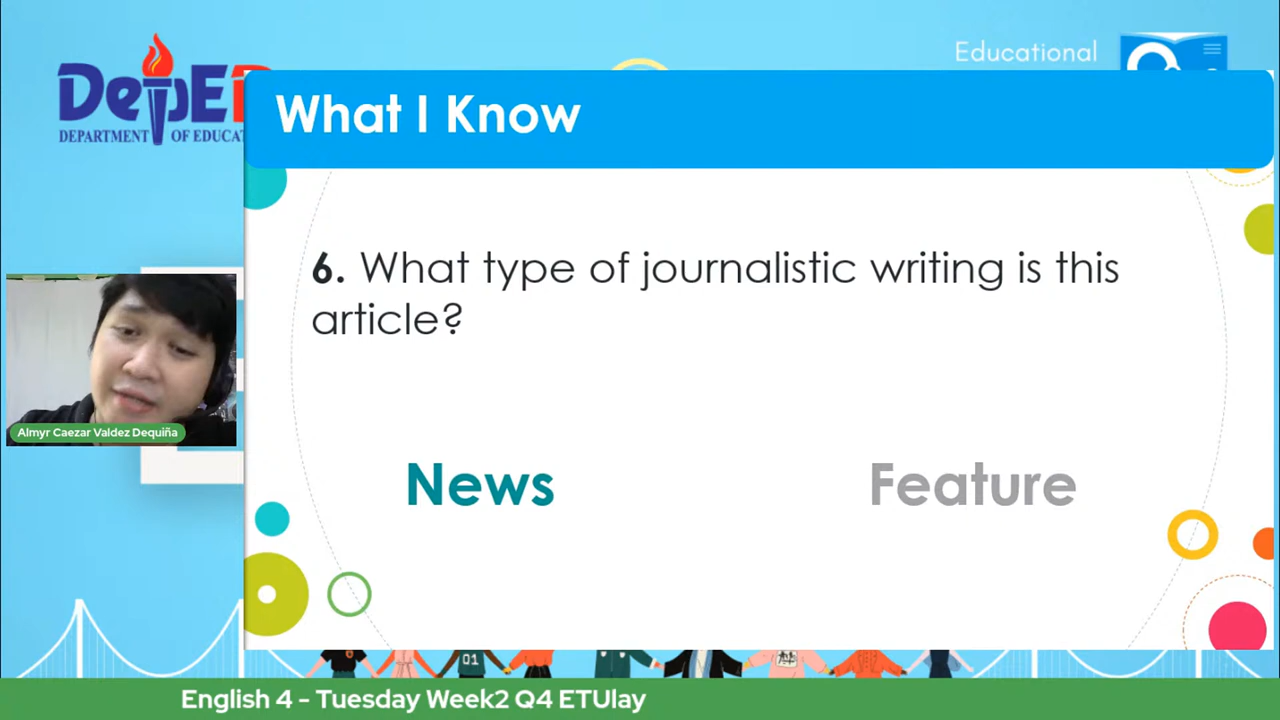 Educational
DEPARTMENT OF EDUCAT
What I Know
6. What type of journalistic writing is this
article?
Almyr Caezar Valdez Dequiña
News
Feature
01
English 4 - Tuesday Week2 Q4 ETUlay